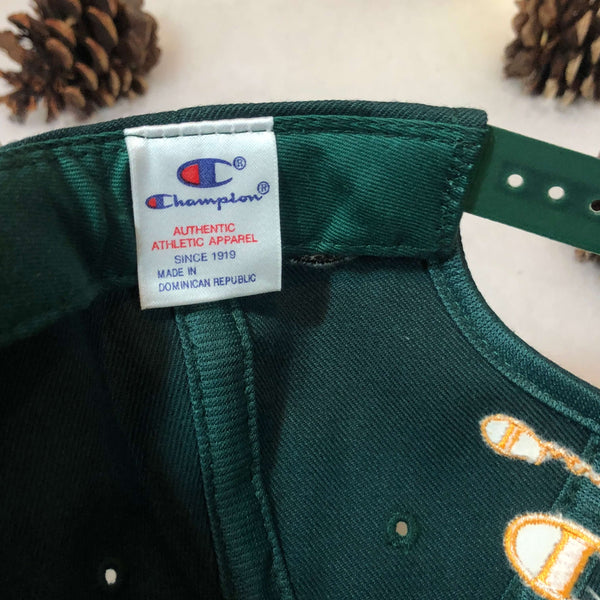 ®
Champion®
AUTHENTIC
ATHLETIC APPAREL
SINCE 1919
MADE IN
DOMINICAN REPUBLIC